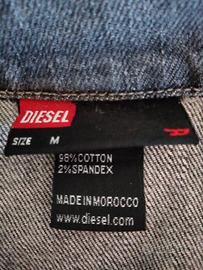 DIESEL
SIZE M
98%COTTON
2%SPANDEX
MADE IN MOROCCO
www.diesel.com